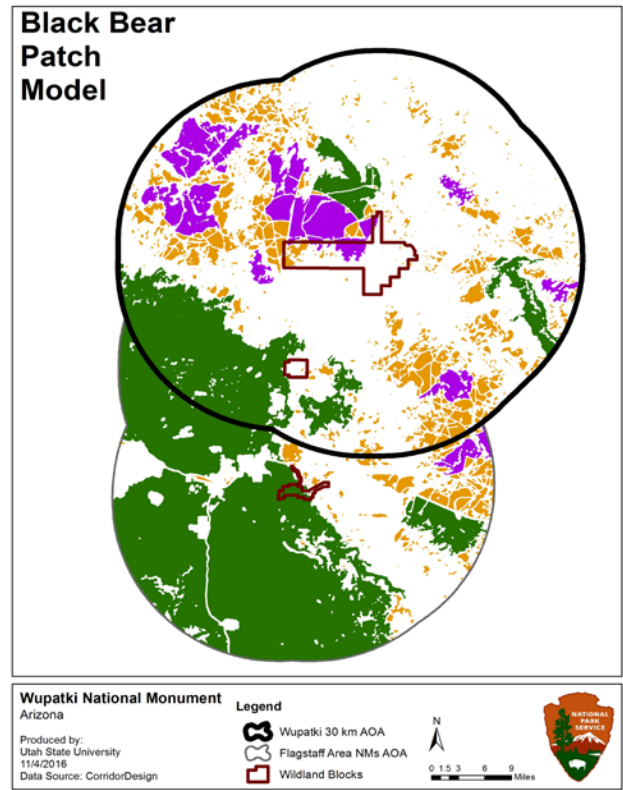 Black Bear
Patch
Model
Wupatki National Monument
Arizona
Produced by:
Utah State University
11/4/2016
Data Source: CorridorDesign
Legend
Wupatki 30 km AOA
Flagstaff Area NMs AOA
Wildland Blocks
N
0 1.5 3 6 9
Miles
NATIONAL
PARK
SERVICE